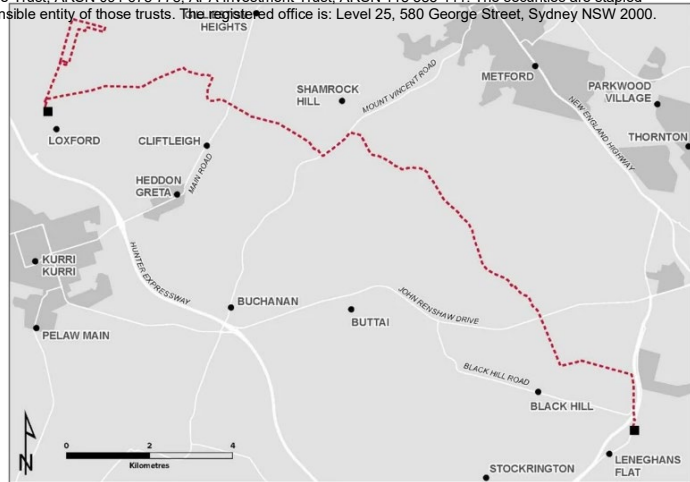 nsible entity of those trusts. The registered office is: Level 25, 580 George Street, Sydney NSW 2000.
HEIGHTS
METFORD
PARKWOOD
VILLAGE
SHAMROCK
HILL
MOUNT VINCENT ROAD
NEW ENGLAND HIGHWAY
THORNTON
LOXFORD
CLIFTLEIGH
MAIN ROAD
HEDDON
GRETA
KURRI
KURRI
HUNTER EXPRESSWAY
BUCHANAN
JOHN RENSHAW DRIVE
BUTTAI
PELAW MAIN
BLACK HILL ROAD
BLACK HILL
N
0 2 4
Kilometres
STOCKRINGTON
LENEGHANS
FLAT